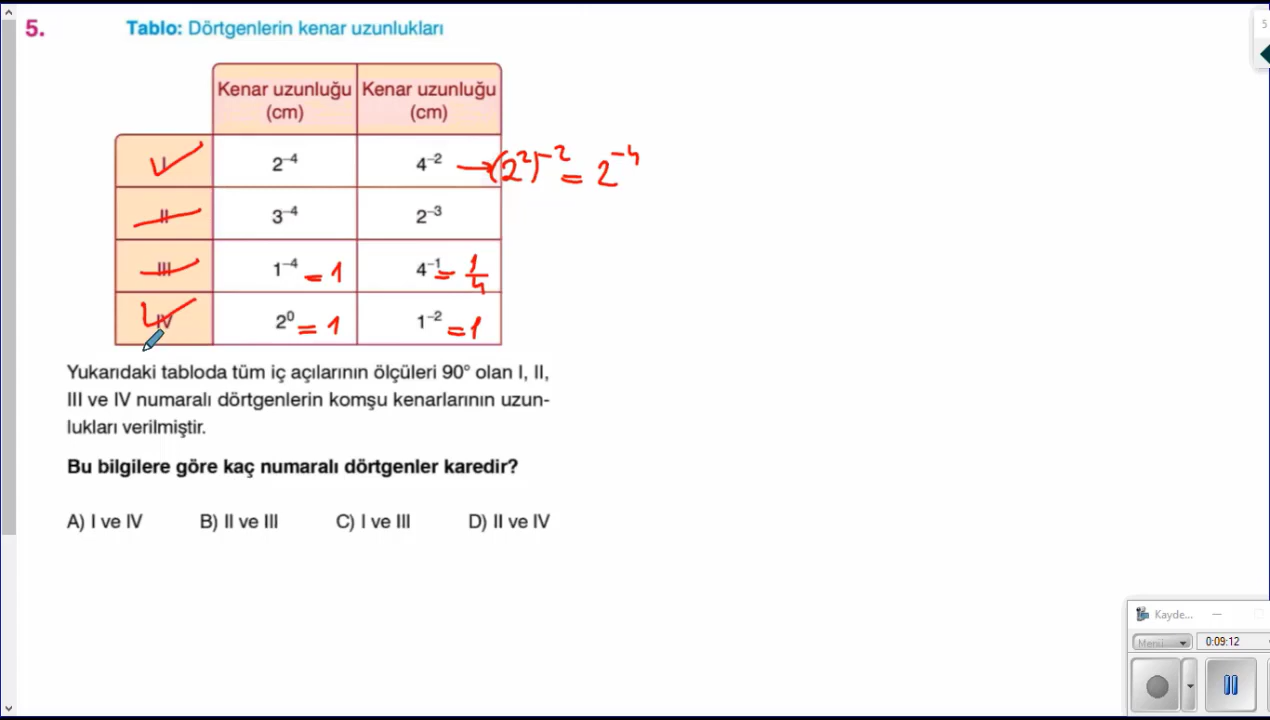 5
5. Tablo: Dörtgenlerin kenar uzunlukları
Kenar uzunluğu (cm) Kenar uzunluğu (cm)
I 2⁻⁴ 4⁻² →(2²)⁻² = 2⁻⁴
II 3⁻⁴ 2⁻³
III 1⁻⁴ = 1 4⁻¹ = 1/4
IV 2⁰ = 1 1⁻² = 1
Yukarıdaki tabloda tüm iç açılarının ölçüleri 90° olan I, II,
III ve IV numaralı dörtgenlerin komşu kenarlarının uzun-
lukları verilmiştir.
Bu bilgilere göre kaç numaralı dörtgenler karedir?
A) I ve IV B) II ve III C) I ve III D) II ve IV
Kayde...
Menü 0:09:12